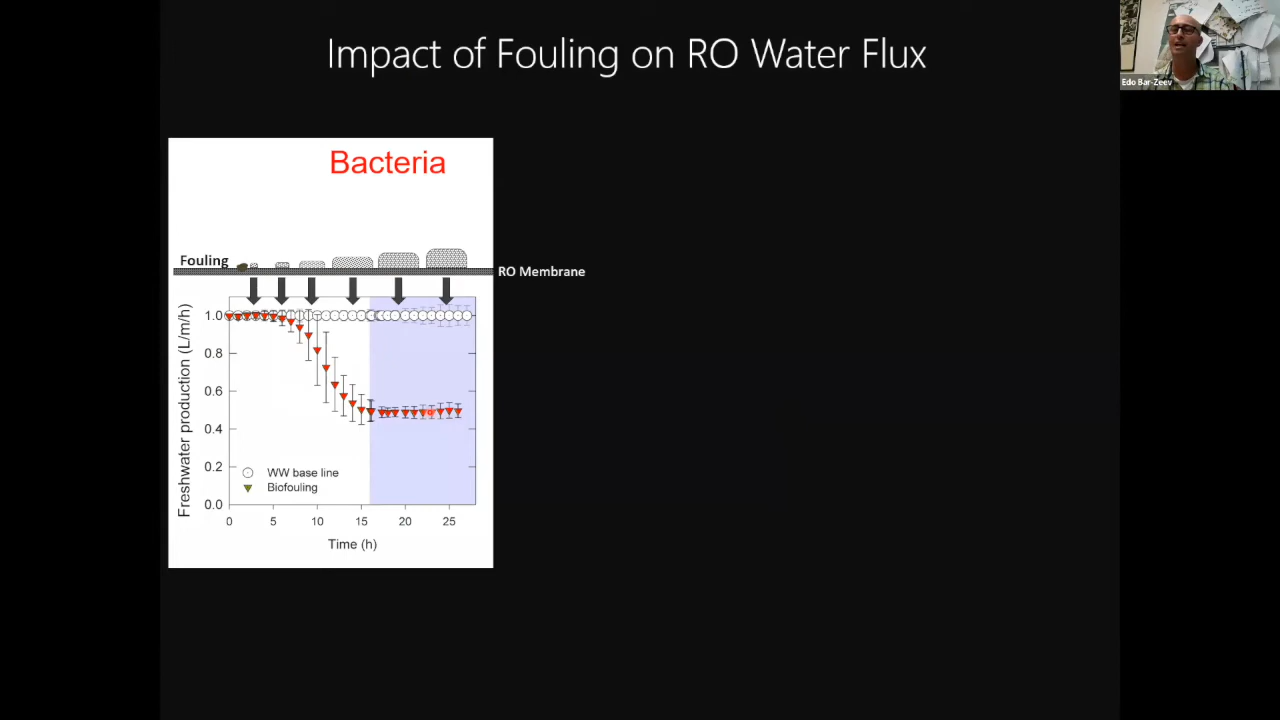 Impact of Fouling on RO Water Flux
Edo Bar-Zeev
Bacteria
Fouling
RO Membrane
Freshwater production (L/m/h)
1.0
0.8
0.6
0.4
0.2
0.0
WW base line
Biofouling
0 5 10 15 20 25
Time (h)